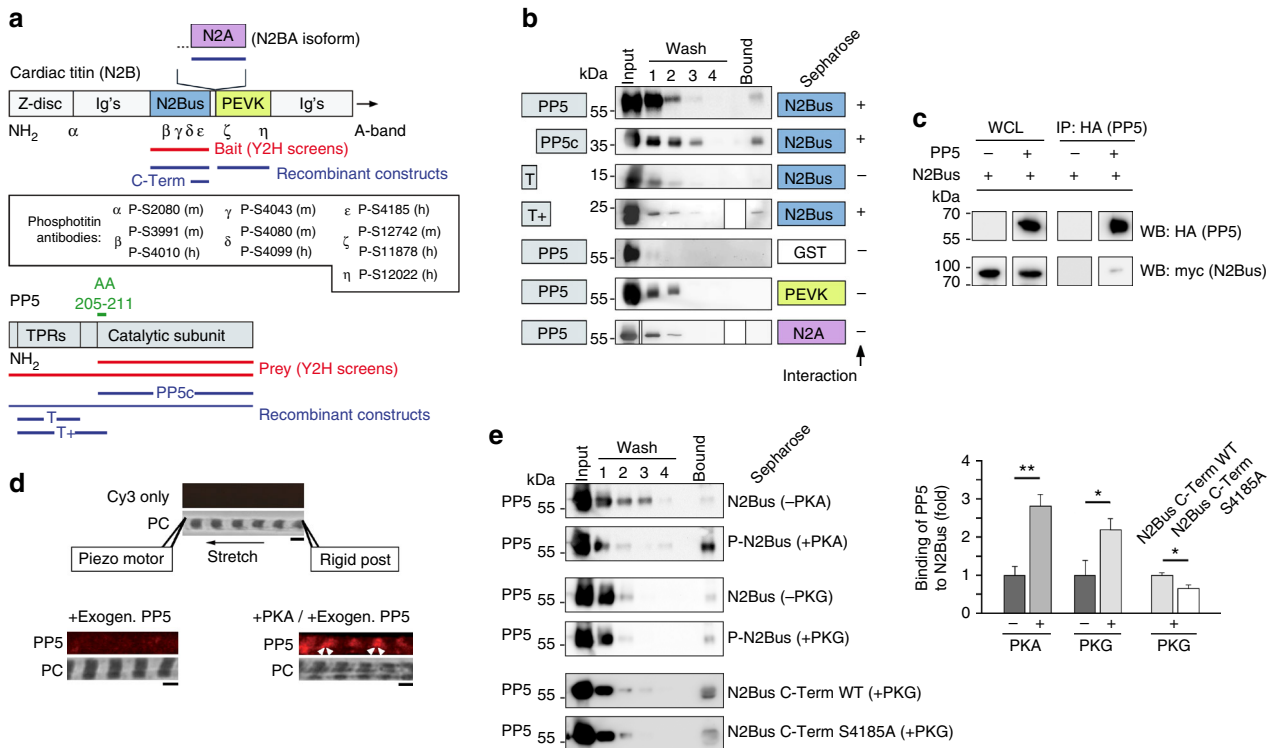 a
N2A
(N2BA isoform)
Cardiac titin (N2B)
Z-disc Ig's N2Bus PEVK Ig's
NH2 α β γ δ ε ζ η A-band
Bait (Y2H screens)
C-Term Recombinant constructs
Phosphotitin antibodies:
α P-S2080 (m) γ P-S4043 (m) ε P-S4185 (h)
β P-S3991 (m) δ P-S4080 (m) ζ P-S12742 (m)
P-S4010 (h) P-S4099 (h) P-S11878 (h)
η P-S12022 (h)
AA
205-211
PP5
TPRs Catalytic subunit
NH2
Prey (Y2H screens)
PP5c
Recombinant constructs
T
T+
b
kDa Input Wash Bound Sepharose
1 2 3 4
PP5 55 N2Bus +
PP5c 35 N2Bus +
T 15 N2Bus –
T+ 25 N2Bus +
PP5 55 GST –
PP5 55 PEVK –
PP5 55 N2A –
Interaction
c
WCL IP: HA (PP5)
PP5 – + – +
N2Bus + + + +
kDa
70
55
WB: HA (PP5)
100
70
WB: myc (N2Bus)
d
Cy3 only
PC
Piezo motor Stretch Rigid post
+Exogen. PP5 +PKA / +Exogen. PP5
PP5 PP5
PC PC
e
kDa Input Wash Bound Sepharose
1 2 3 4
PP5 55 N2Bus (–PKA)
PP5 55 P-N2Bus (+PKA)
PP5 55 N2Bus (–PKG)
PP5 55 P-N2Bus (+PKG)
PP5 55 N2Bus C-Term WT (+PKG)
PP5 55 N2Bus C-Term S4185A (+PKG)
Binding of PP5
to N2Bus (fold)
4
3
2
1
0
** * *
N2Bus C-Term WT
N2Bus C-Term
S4185A
– + – + +
PKA PKG PKG